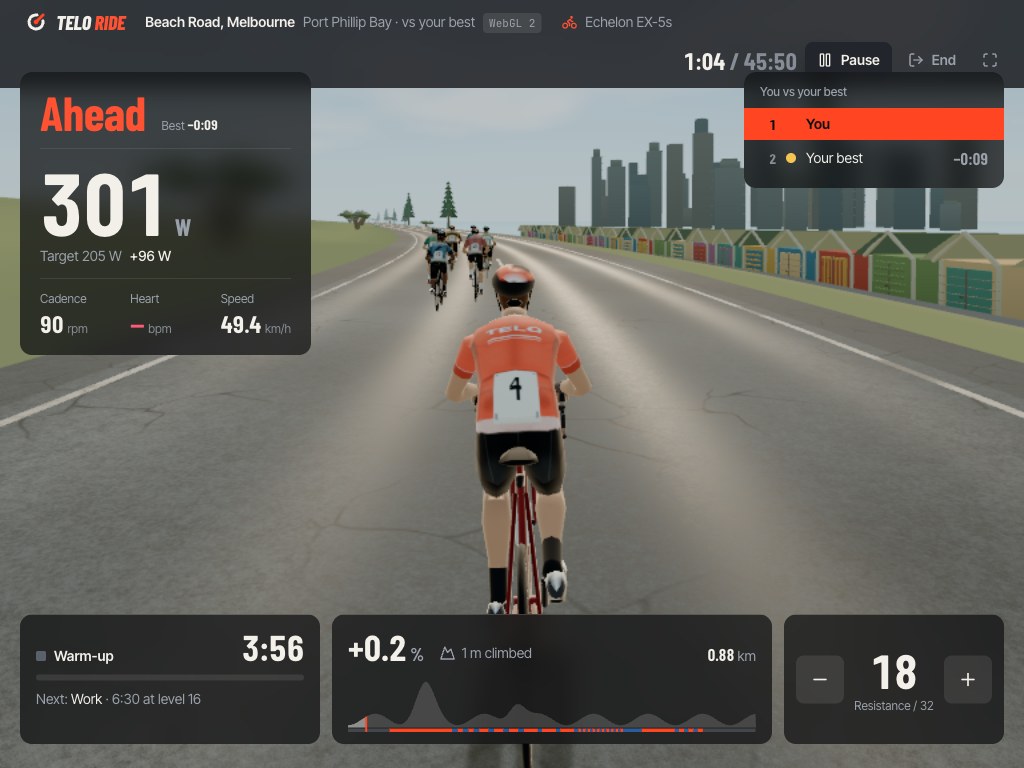 TELO RIDE Beach Road, Melbourne Port Phillip Bay · vs your best WebGL 2 Echelon EX-5s
1:04 / 45:50 Pause End
Ahead Best −0:09
301 W
Target 205 W +96 W
Cadence Heart Speed
90 rpm – bpm 49.4 km/h
You vs your best
1 You
2 Your best −0:09
TELO
4
Warm-up 3:56
Next: Work · 6:30 at level 16
+0.2 % 1 m climbed 0.88 km
− 18 +
Resistance / 32